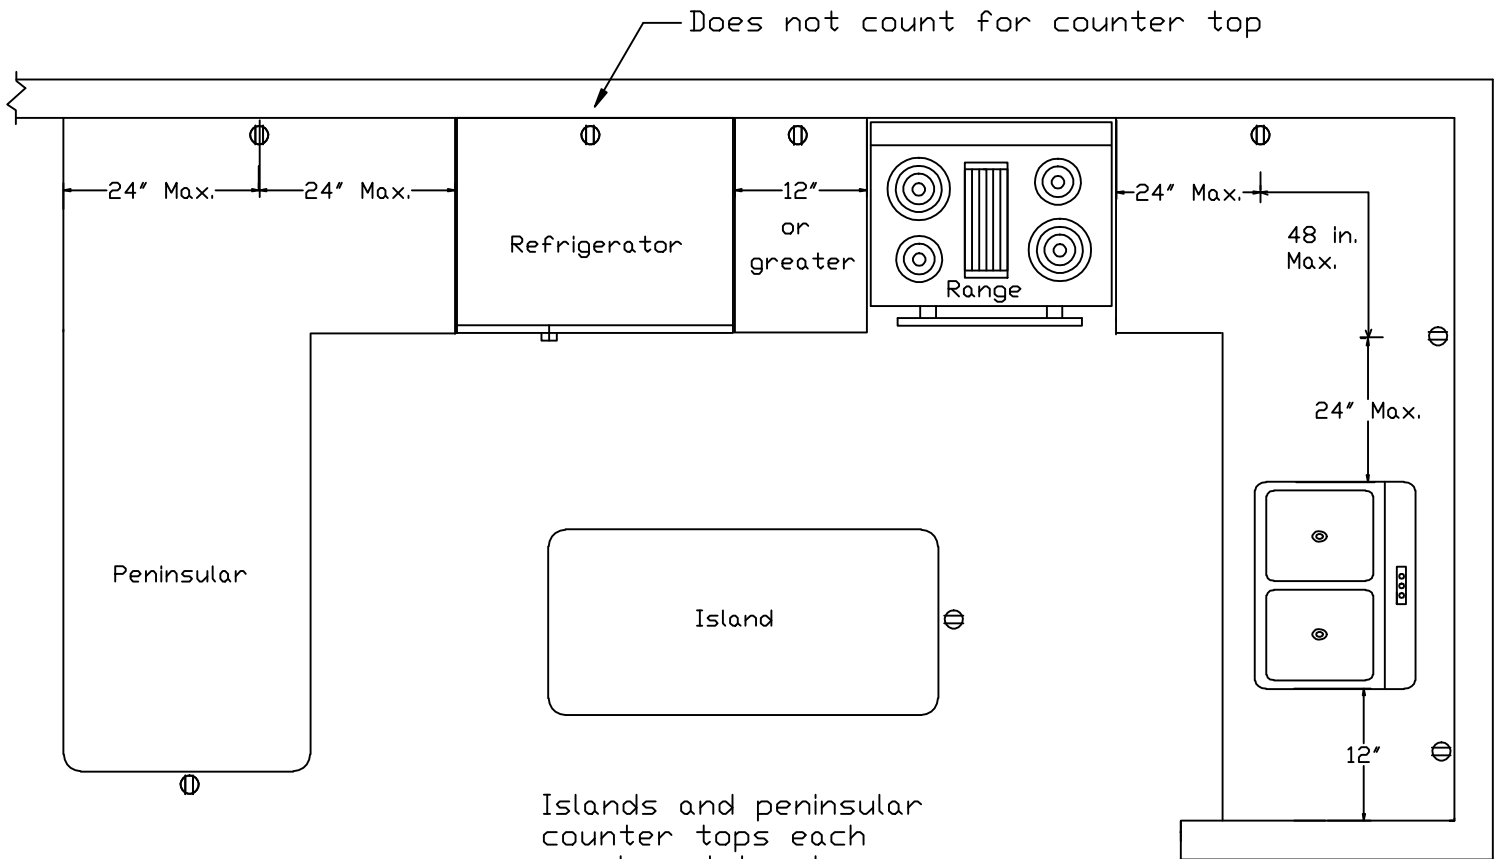 Does not count for counter top
24" Max.
24" Max.
Refrigerator
12"
or
greater
Range
24" Max.
48 in.
Max.
24" Max.
Peninsular
Island
12"
Islands and peninsular
counter tops each